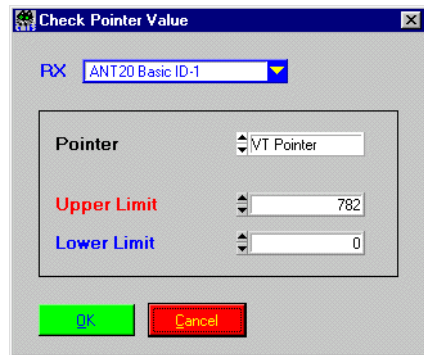 Check Pointer Value
RX ANT20 Basic ID-1
Pointer VT Pointer
Upper Limit 782
Lower Limit 0
OK Cancel